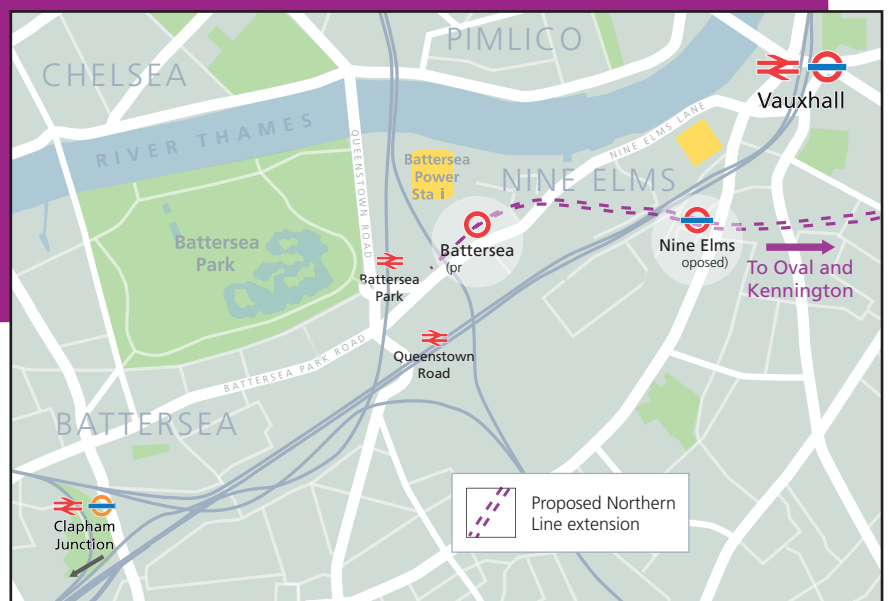 PIMLICO
CHELSEA
Vauxhall
RIVER THAMES
NINE ELMS LANE
QUEENSTOWN ROAD
Battersea
Power
Sta i
NINE ELMS
Battersea
Park
Battersea
(pr
Nine Elms
oposed)
To Oval and
Kennington
Battersea
Park
Queenstown
Road
BATTERSEA PARK ROAD
BATTERSEA
Proposed Northern
Line extension
Clapham
Junction